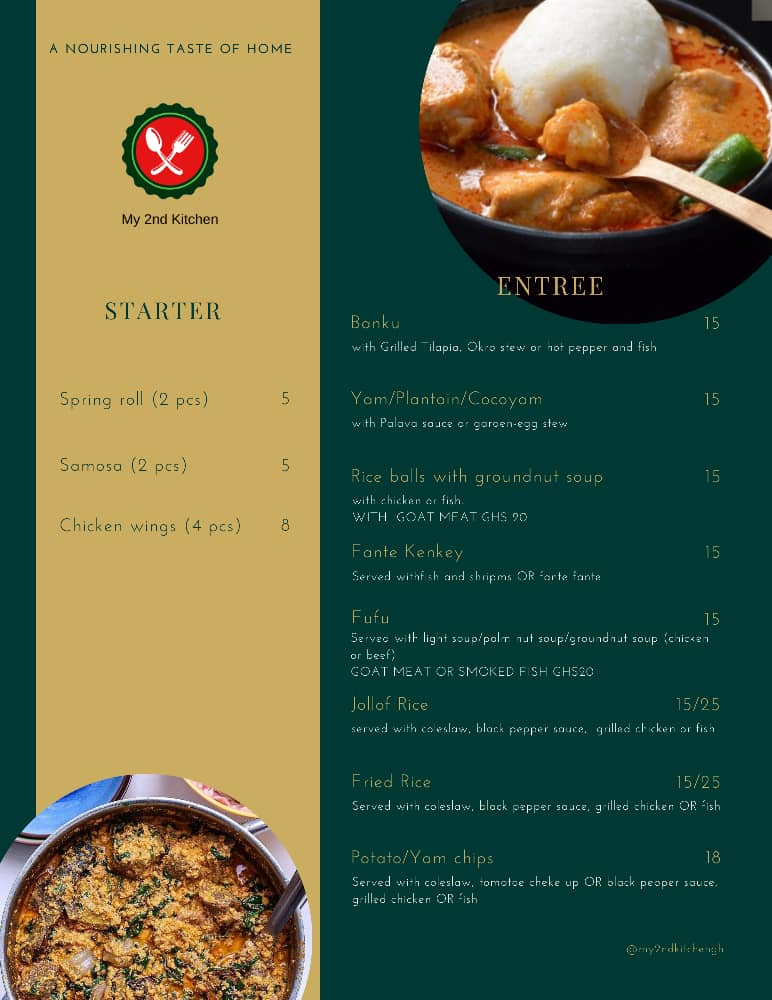 A NOURISHING TASTE OF HOME
My 2nd Kitchen
STARTER
Spring roll (2 pcs) 5
Samosa (2 pcs) 5
Chicken wings (4 pcs) 8
ENTREE
Banku 15
with Grilled Tilapia, Okro stew or hot pepper and fish
Yam/Plantain/Cocoyam 15
with Palava sauce or garden-egg stew
Rice balls with groundnut soup 15
with chicken or fish.
WITH GOAT MEAT GHS 20
Fante Kenkey 15
Served withfish and shripms OR fante fante
Fufu 15
Served with light soup/palm nut soup/groundnut soup (chicken
or beef)
GOAT MEAT OR SMOKED FISH GHS20
Jollof Rice 15/25
served with coleslaw, black pepper sauce, grilled chicken or fish
Fried Rice 15/25
Served with coleslaw, black pepper sauce, grilled chicken OR fish
Potato/Yam chips 18
Served with coleslaw, tomatoe cheke up OR black pepper sauce,
grilled chicken OR fish
@my2ndkitchengh